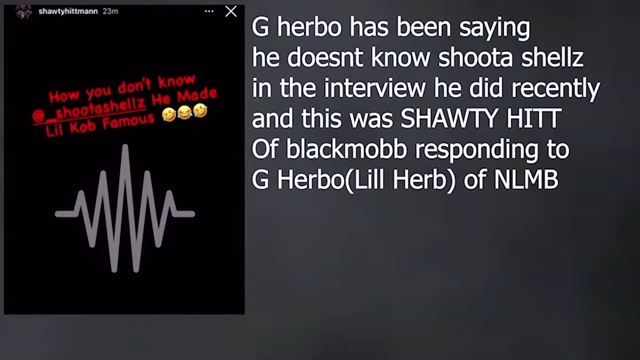 shawtyhittmann 23m
How you don't know
@_shootashellz He Made
Lil Kob Famous 🤣😂🤣
G herbo has been saying
he doesnt know shoota shellz
in the interview he did recently
and this was SHAWTY HITT
Of blackmobb responding to
G Herbo(Lill Herb) of NLMB